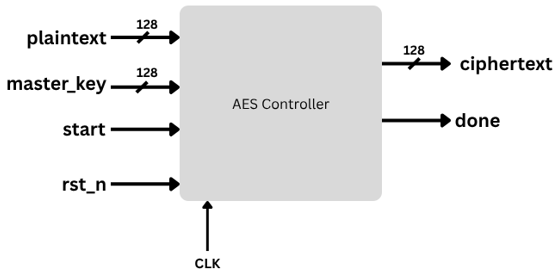 128
plaintext
128
master_key
start
rst_n
AES Controller
128
ciphertext
done
CLK